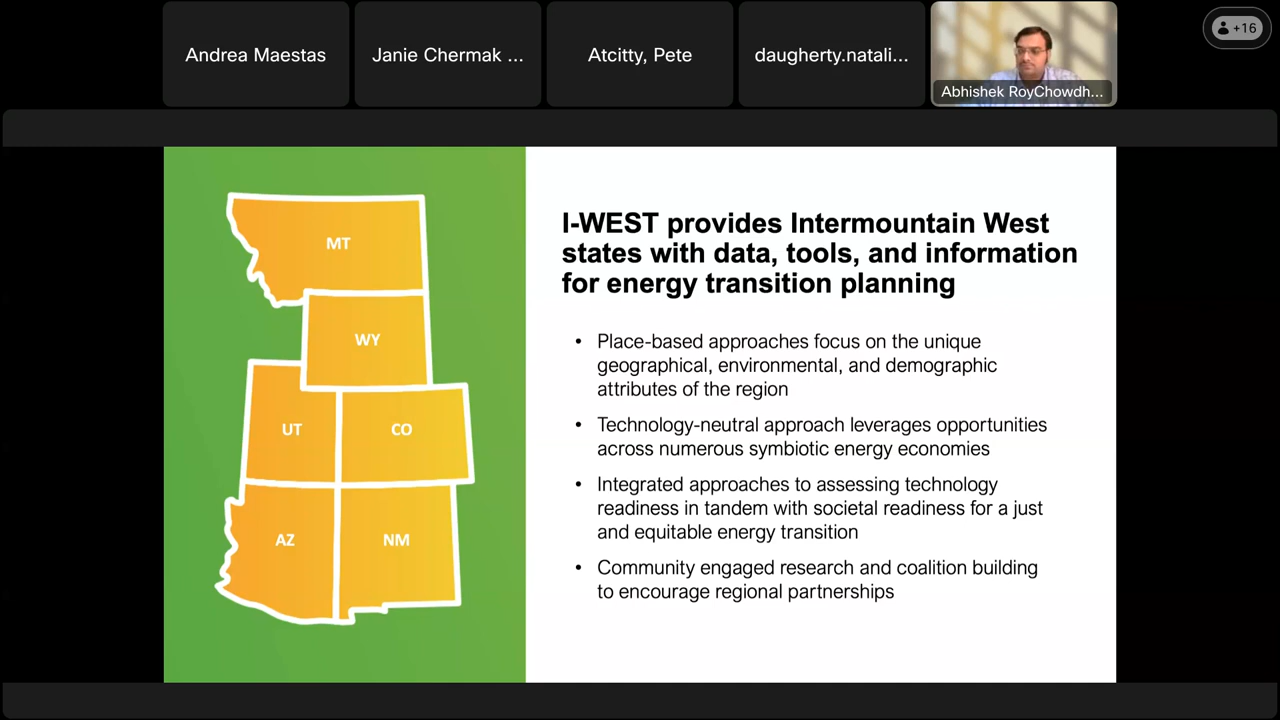 Andrea Maestas
Janie Chermak ...
Atcitty, Pete
daugherty.natali...
+16
Abhishek RoyChowdh...
MT
WY
UT
CO
AZ
NM
I-WEST provides Intermountain West
states with data, tools, and information
for energy transition planning
• Place-based approaches focus on the unique
geographical, environmental, and demographic
attributes of the region
• Technology-neutral approach leverages opportunities
across numerous symbiotic energy economies
• Integrated approaches to assessing technology
readiness in tandem with societal readiness for a just
and equitable energy transition
• Community engaged research and coalition building
to encourage regional partnerships